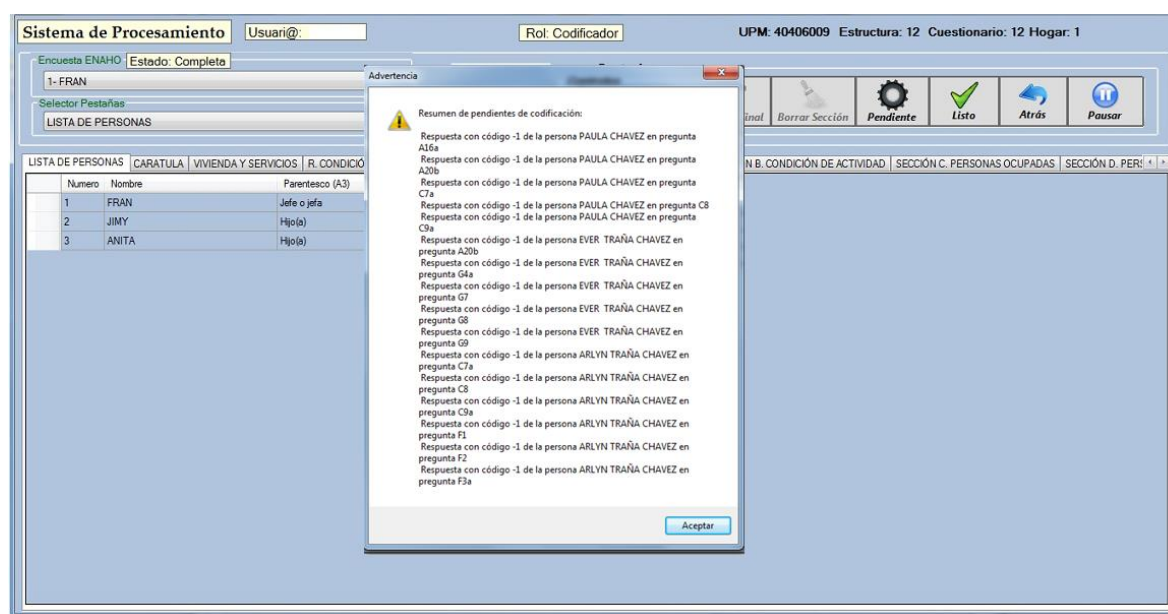 Sistema de Procesamiento
Usuari@:
Rol: Codificador
UPM: 40406009 Estructura: 12 Cuestionario: 12 Hogar: 1
Encuesta ENAHO
Estado: Completa
1- FRAN
Selector Pestañas
LISTA DE PERSONAS
Borrar Sección
Pendiente
Listo
Atrás
Pausar
LISTA DE PERSONAS
CARATULA
VIVIENDA Y SERVICIOS
R. CONDICIÓ
N B. CONDICIÓN DE ACTIVIDAD
SECCIÓN C. PERSONAS OCUPADAS
SECCIÓN D. PER
Numero Nombre Parentesco (A3)
1 FRAN Jefe o jefa
2 JIMY Hijo(a)
3 ANITA Hijo(a)
Advertencia
Resumen de pendientes de codificación:
Respuesta con código -1 de la persona PAULA CHAVEZ en pregunta
A16a
Respuesta con código -1 de la persona PAULA CHAVEZ en pregunta
A20b
Respuesta con código -1 de la persona PAULA CHAVEZ en pregunta
C7a
Respuesta con código -1 de la persona PAULA CHAVEZ en pregunta C8
Respuesta con código -1 de la persona PAULA CHAVEZ en pregunta
C9a
Respuesta con código -1 de la persona EVER TRAÑA CHAVEZ en
pregunta A20b
Respuesta con código -1 de la persona EVER TRAÑA CHAVEZ en
pregunta G4a
Respuesta con código -1 de la persona EVER TRAÑA CHAVEZ en
pregunta G7
Respuesta con código -1 de la persona EVER TRAÑA CHAVEZ en
pregunta G8
Respuesta con código -1 de la persona EVER TRAÑA CHAVEZ en
pregunta G9
Respuesta con código -1 de la persona ARLYN TRAÑA CHAVEZ en
pregunta C7a
Respuesta con código -1 de la persona ARLYN TRAÑA CHAVEZ en
pregunta C8
Respuesta con código -1 de la persona ARLYN TRAÑA CHAVEZ en
pregunta C9a
Respuesta con código -1 de la persona ARLYN TRAÑA CHAVEZ en
pregunta F1
Respuesta con código -1 de la persona ARLYN TRAÑA CHAVEZ en
pregunta F2
Respuesta con código -1 de la persona ARLYN TRAÑA CHAVEZ en
pregunta F3a
Aceptar